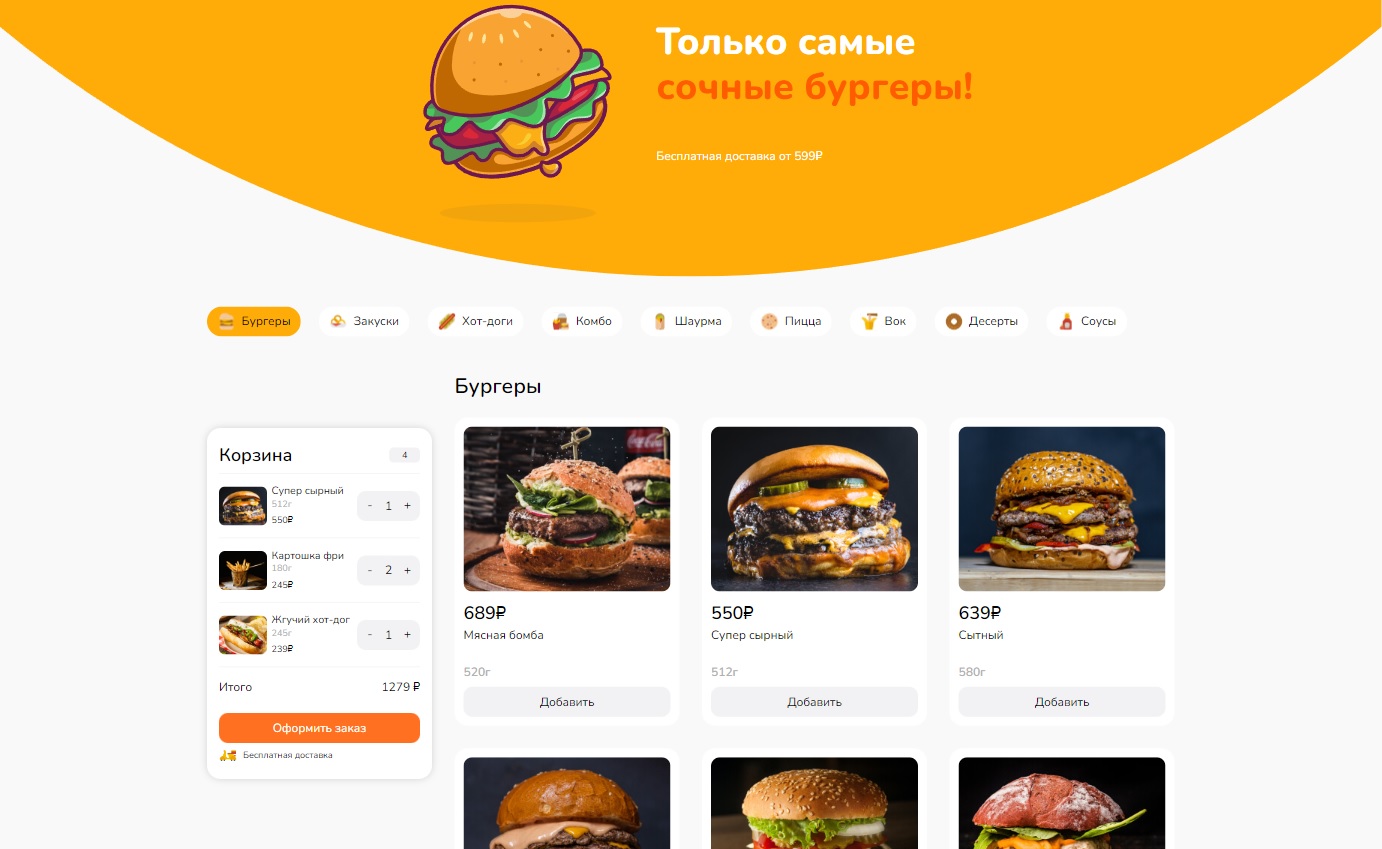 Только самые
сочные бургеры!
Бесплатная доставка от 599₽
Бургеры
Закуски
Хот-доги
Комбо
Шаурма
Пицца
Вок
Десерты
Соусы
Бургеры
Корзина
4
Супер сырный
512г
550₽
- 1 +
Картошка фри
180г
245₽
- 2 +
Жгучий хот-дог
245г
239₽
- 1 +
Итого 1279 ₽
Оформить заказ
Бесплатная доставка
689₽
Мясная бомба
520г
Добавить
550₽
Супер сырный
512г
Добавить
639₽
Сытный
580г
Добавить